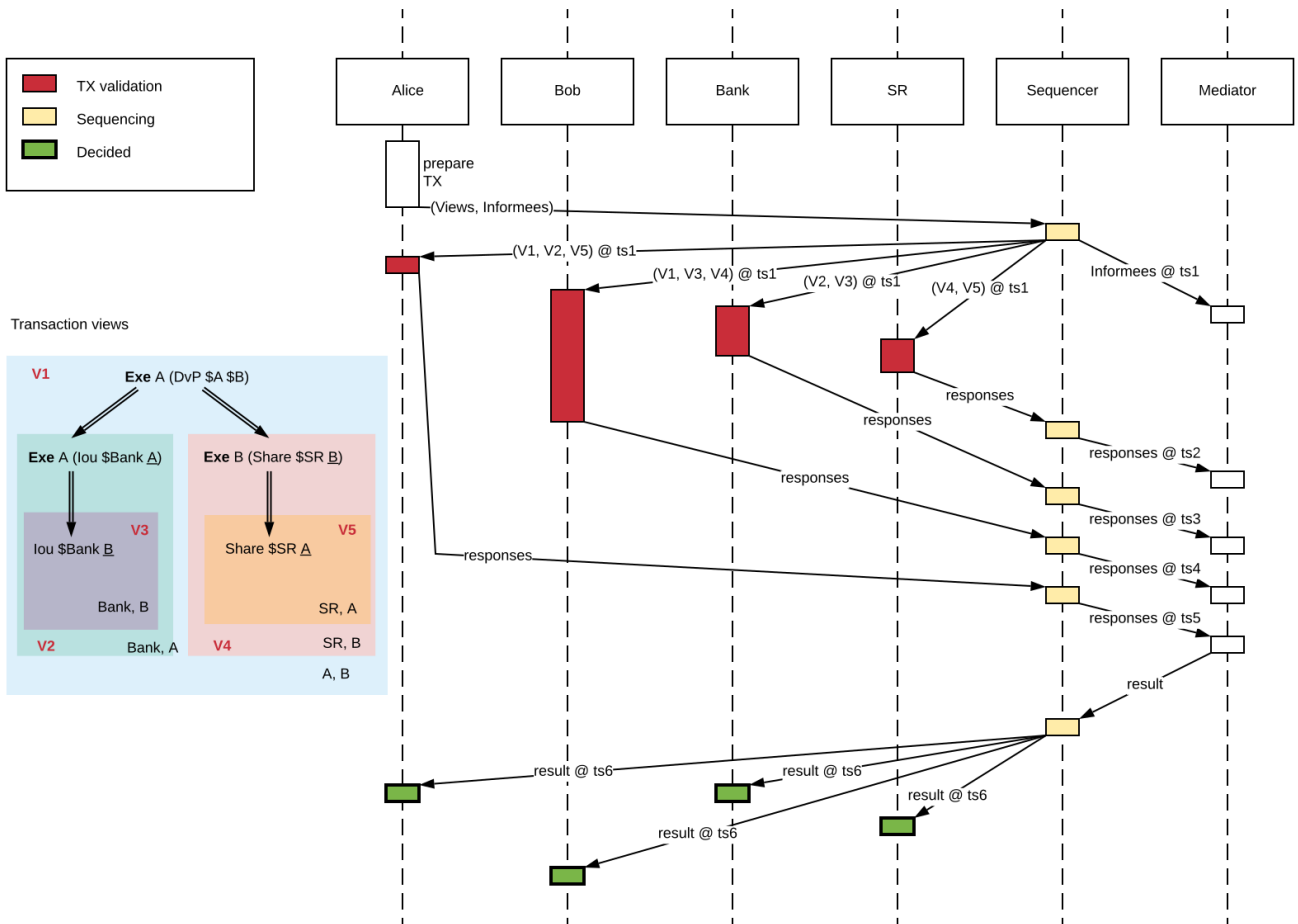 TX validation
Sequencing
Decided
Alice
Bob
Bank
SR
Sequencer
Mediator
prepare
TX
(Views, Informees)
(V1, V2, V5) @ ts1
(V1, V3, V4) @ ts1
(V2, V3) @ ts1
(V4, V5) @ ts1
Informees @ ts1
Transaction views
V1
Exe A (DvP $A $B)
Exe A (Iou $Bank A)
Exe B (Share $SR B)
V3
V5
Iou $Bank B
Share $SR A
Bank, B
SR, A
V2
Bank, A
V4
SR, B
A, B
responses
responses
responses @ ts2
responses
responses @ ts3
responses
responses @ ts4
responses @ ts5
result
result @ ts6
result @ ts6
result @ ts6
result @ ts6